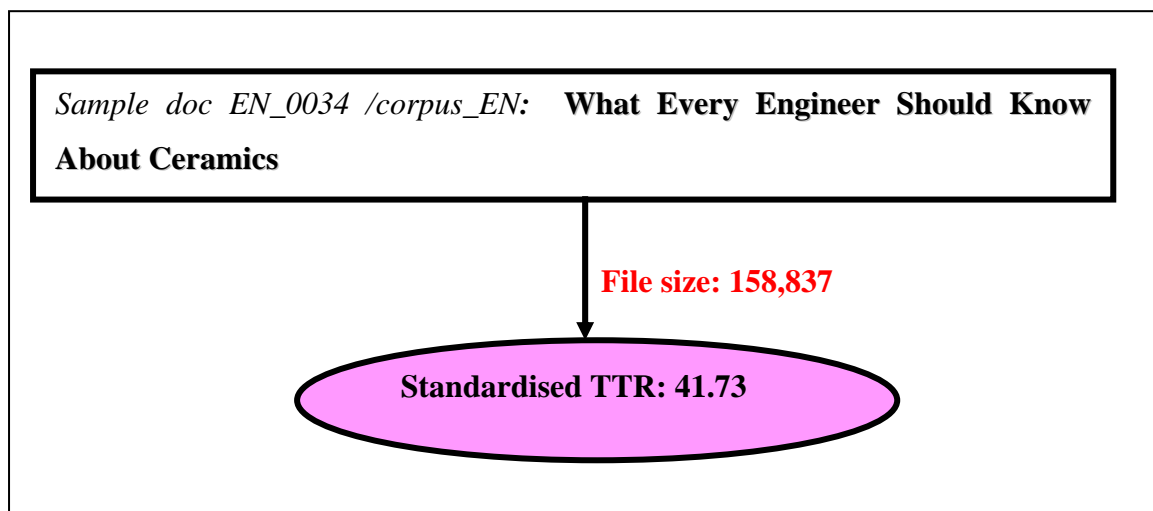 Sample doc EN_0034 /corpus_EN: What Every Engineer Should Know
About Ceramics
File size: 158,837
Standardised TTR: 41.73